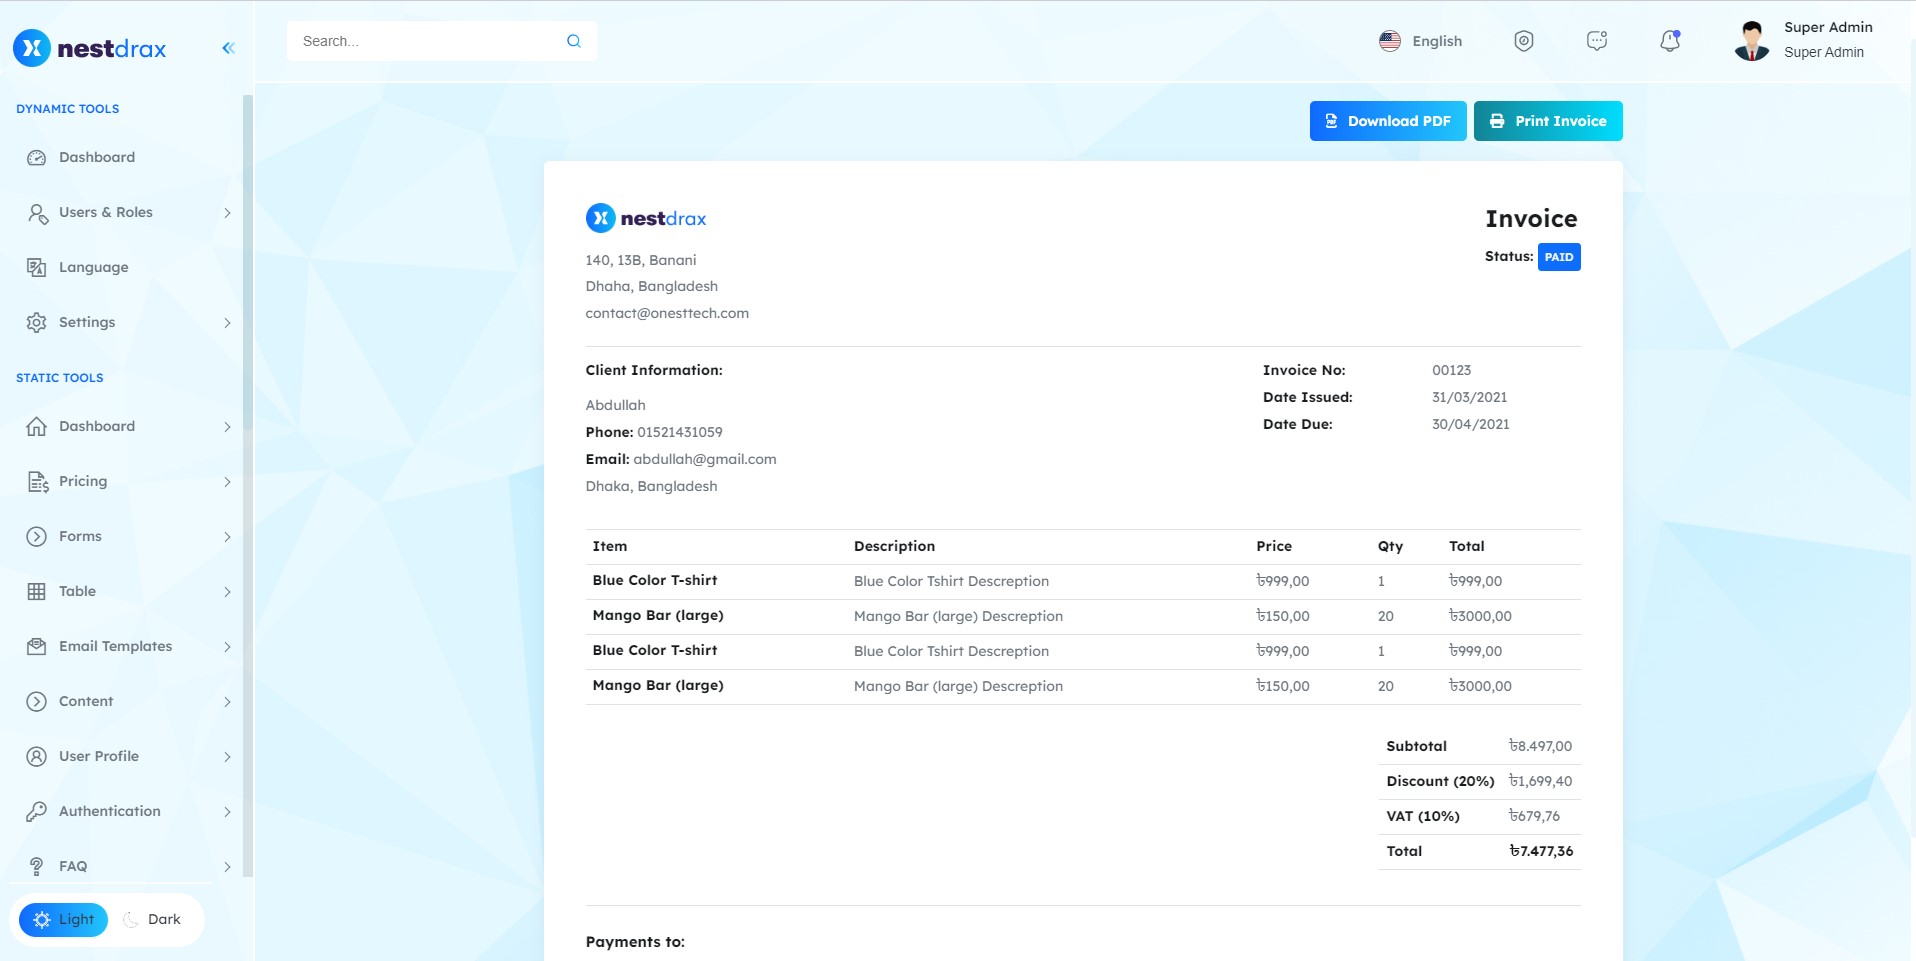 nestdrax
Search...
English
Super Admin
Super Admin
DYNAMIC TOOLS
Dashboard
Users & Roles
Language
Settings
STATIC TOOLS
Dashboard
Pricing
Forms
Table
Email Templates
Content
User Profile
Authentication
FAQ
Light Dark
Download PDF Print Invoice
nestdrax
140, 13B, Banani
Dhaha, Bangladesh
contact@onesttech.com
Invoice
Status: PAID
Client Information:
Abdullah
Phone: 01521431059
Email: abdullah@gmail.com
Dhaka, Bangladesh
Invoice No: 00123
Date Issued: 31/03/2021
Date Due: 30/04/2021
Item Description Price Qty Total
Blue Color T-shirt Blue Color Tshirt Descreption ৳999,00 1 ৳999,00
Mango Bar (large) Mango Bar (large) Descreption ৳150,00 20 ৳3000,00
Blue Color T-shirt Blue Color Tshirt Descreption ৳999,00 1 ৳999,00
Mango Bar (large) Mango Bar (large) Descreption ৳150,00 20 ৳3000,00
Subtotal ৳8.497,00
Discount (20%) ৳1,699,40
VAT (10%) ৳679,76
Total ৳7.477,36
Payments to: